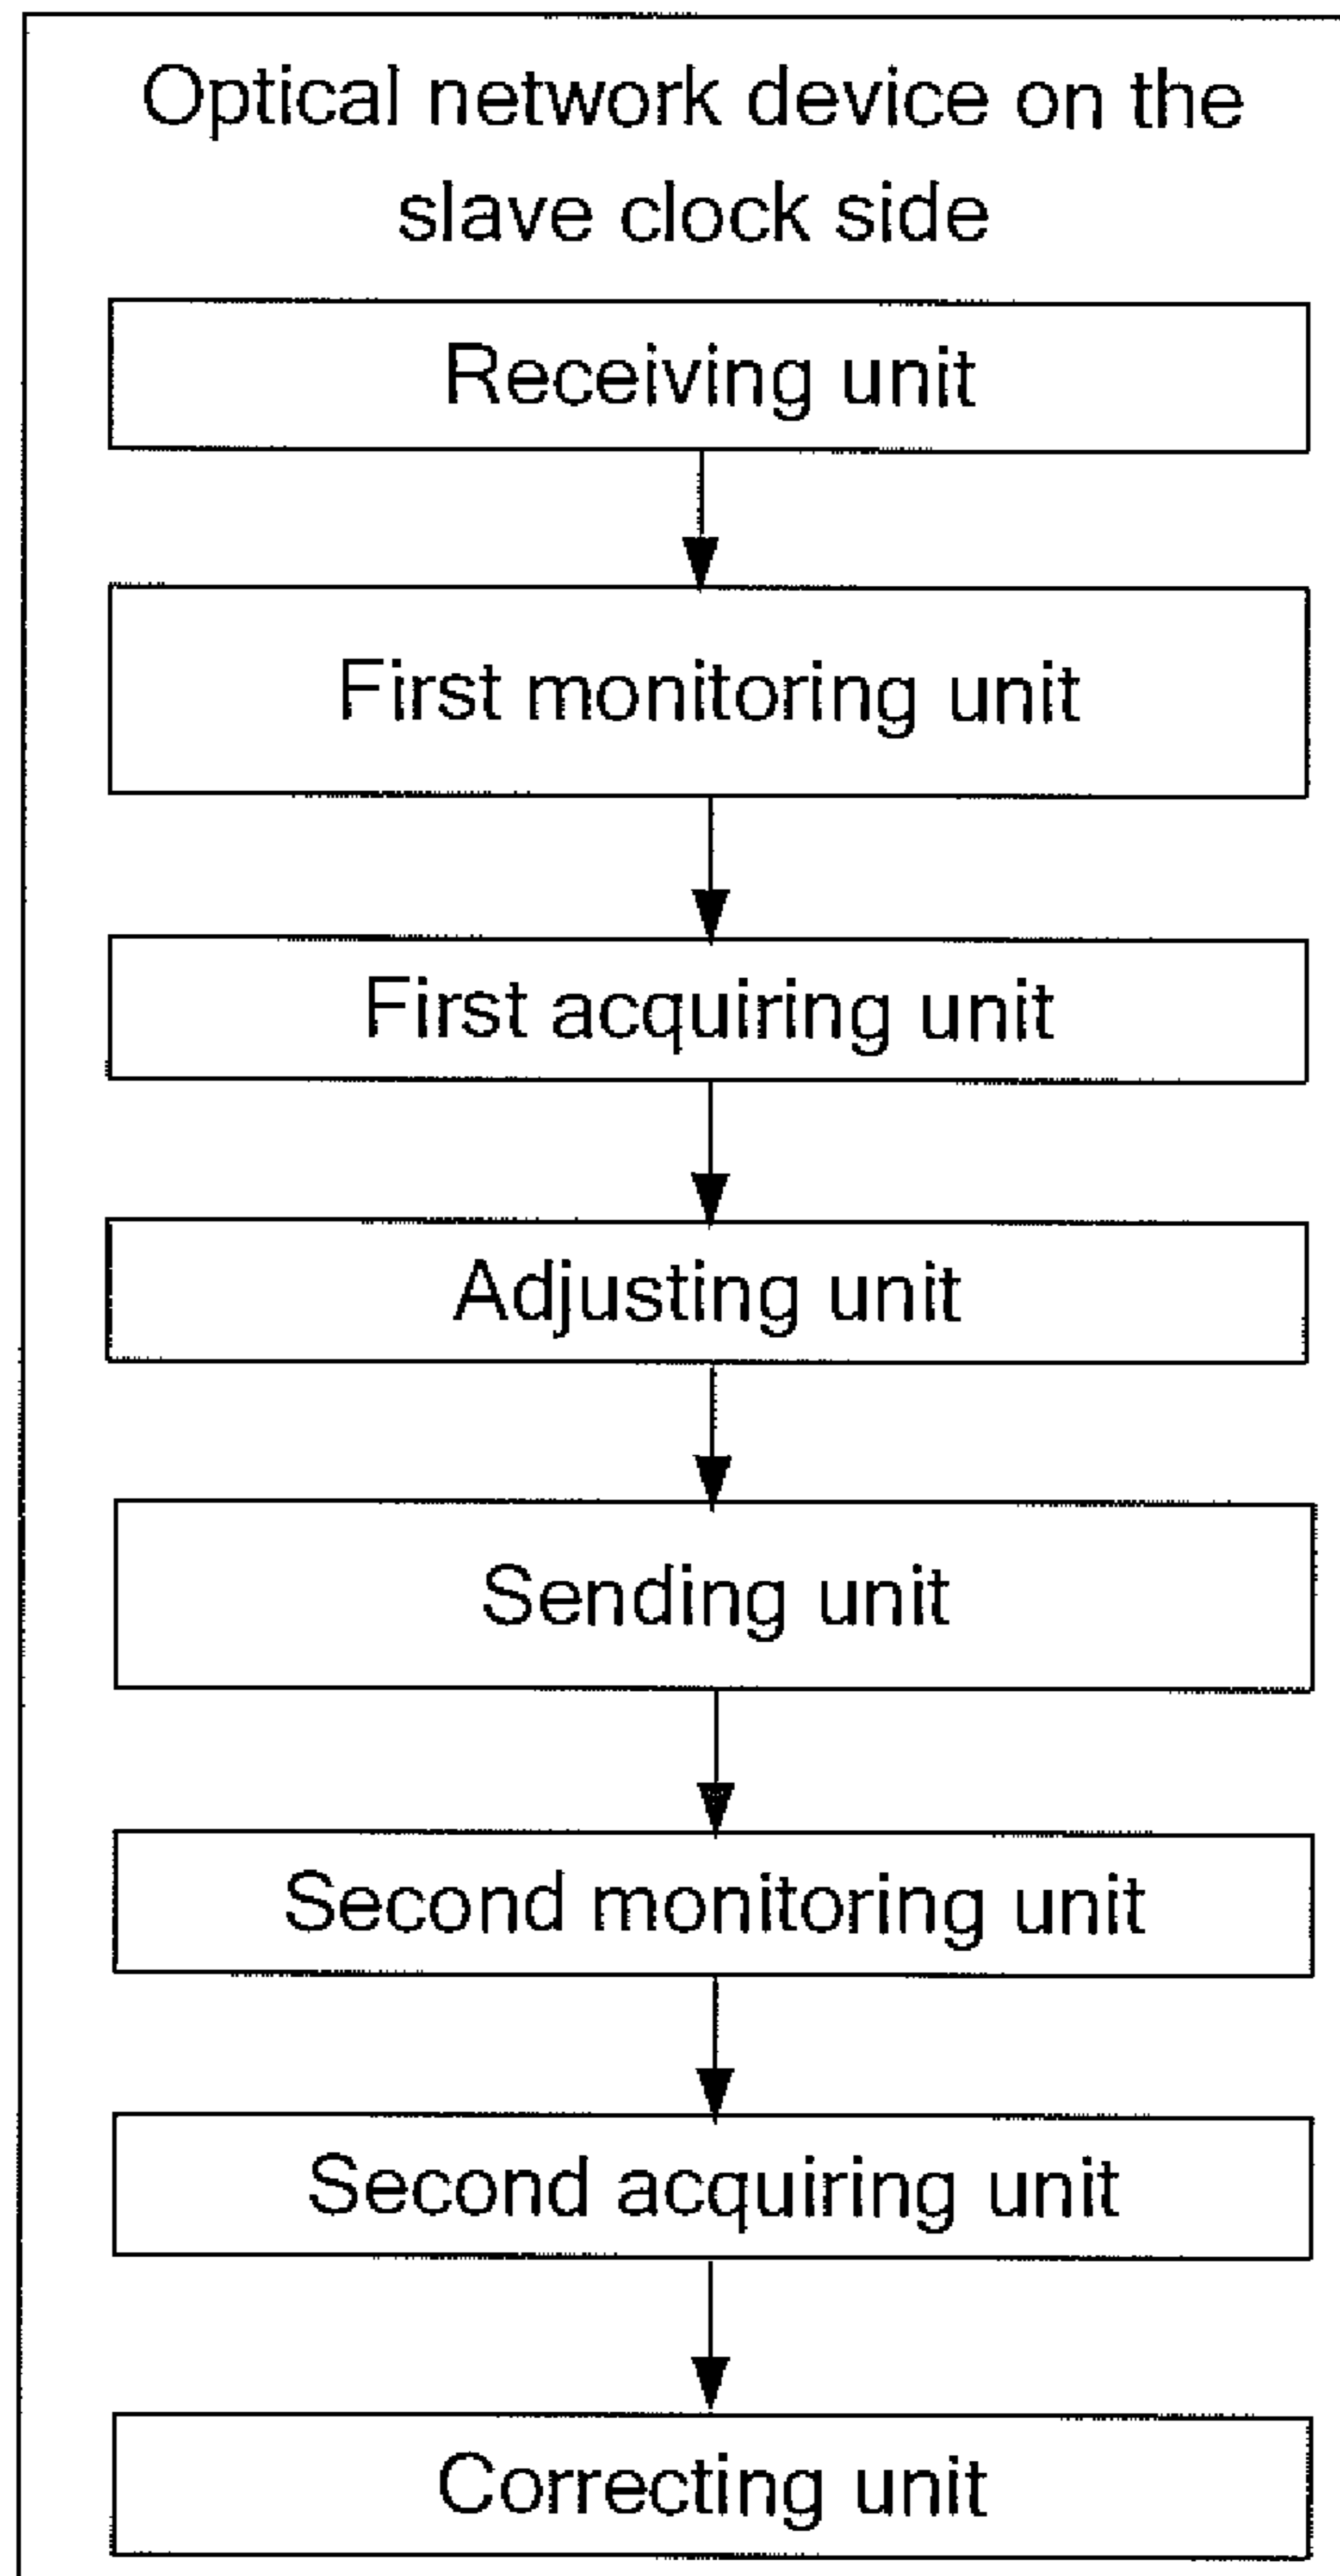 Optical network device on the
slave clock side
Receiving unit
First monitoring unit
First acquiring unit
Adjusting unit
Sending unit
Second monitoring unit
Second acquiring unit
Correcting unit